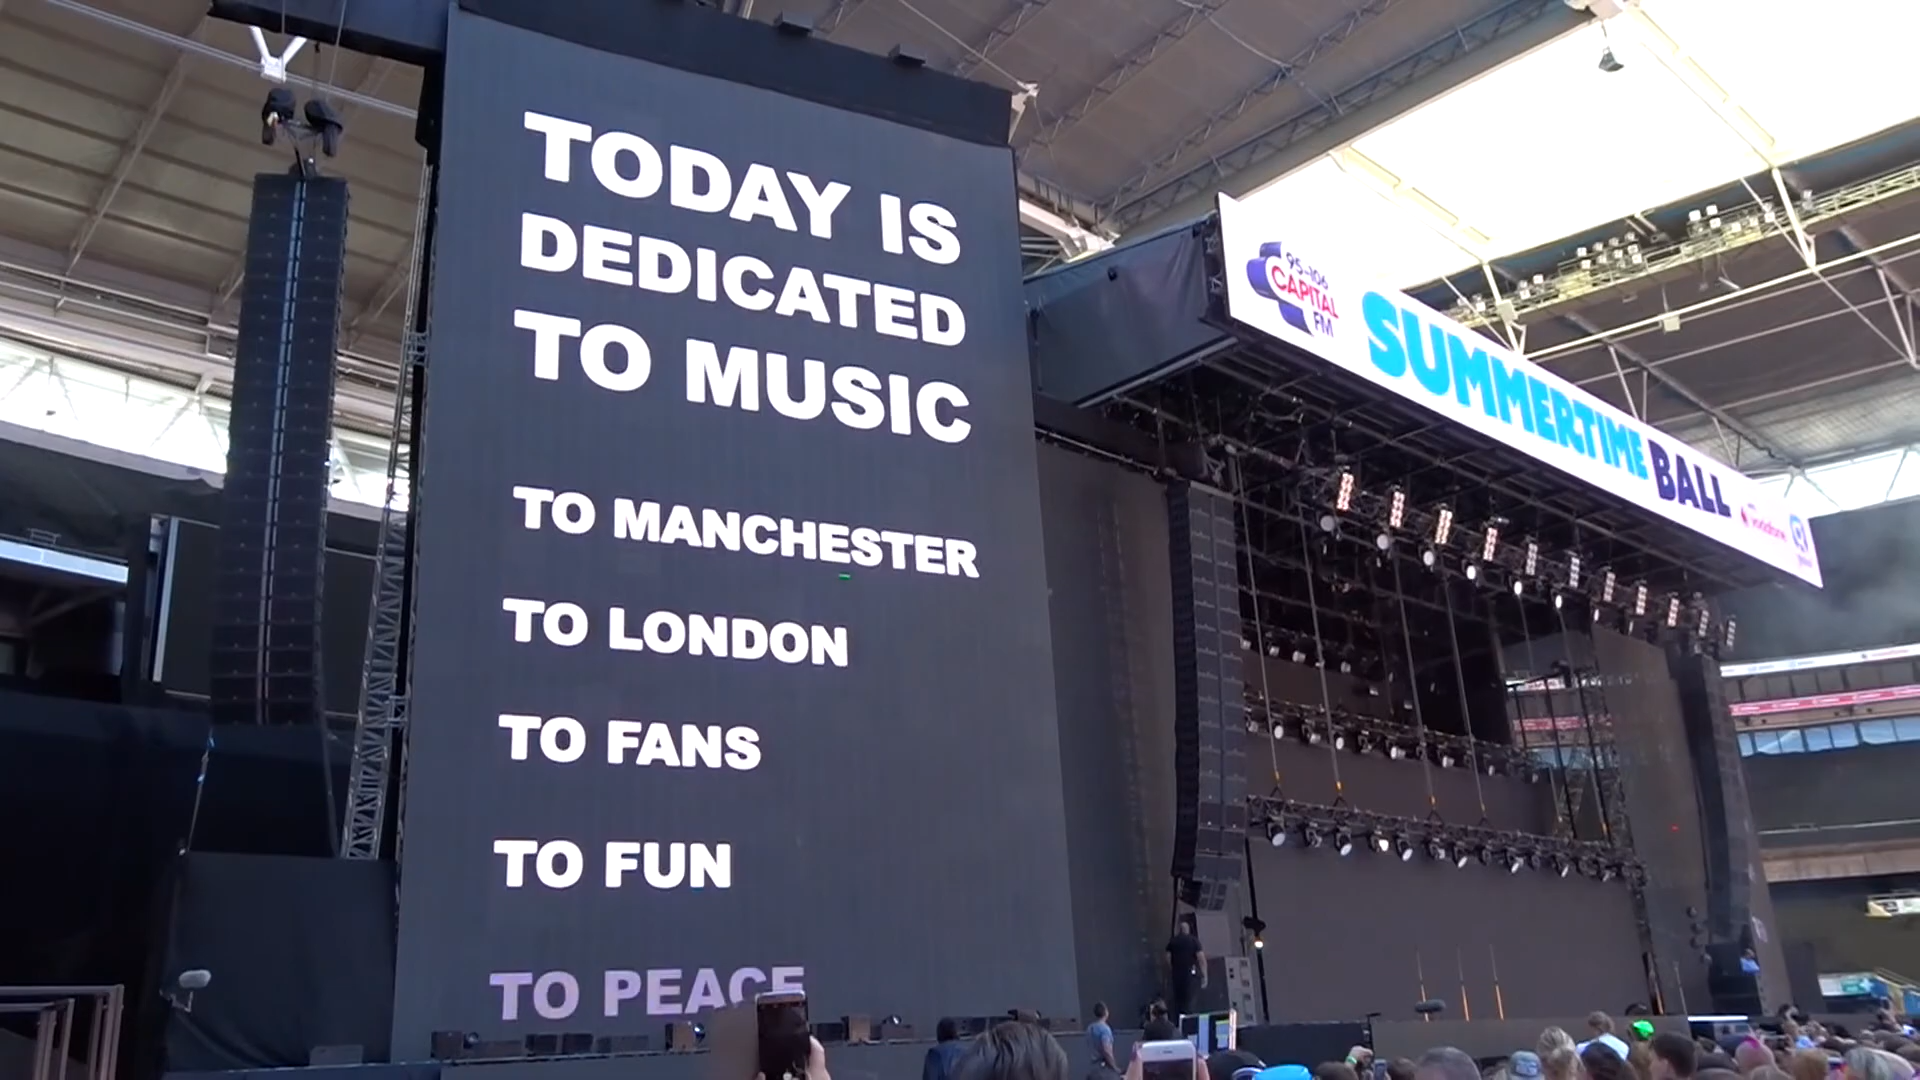 TODAY IS
DEDICATED
TO MUSIC
TO MANCHESTER
TO LONDON
TO FANS
TO FUN
TO PEACE
95-106
CAPITAL
FM
SUMMERTIME
BALL
vodafone